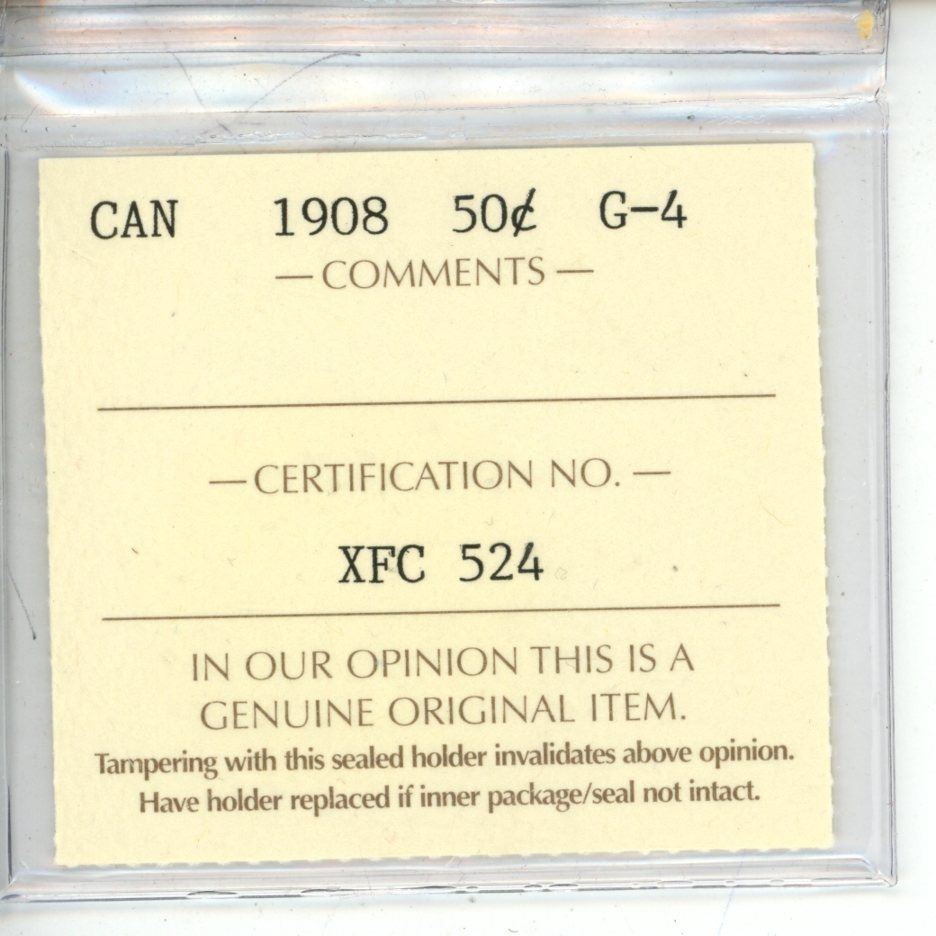 CAN 1908 50¢ G-4
— COMMENTS —
— CERTIFICATION NO. —
XFC 524
IN OUR OPINION THIS IS A
GENUINE ORIGINAL ITEM.
Tampering with this sealed holder invalidates above opinion.
Have holder replaced if inner package/seal not intact.